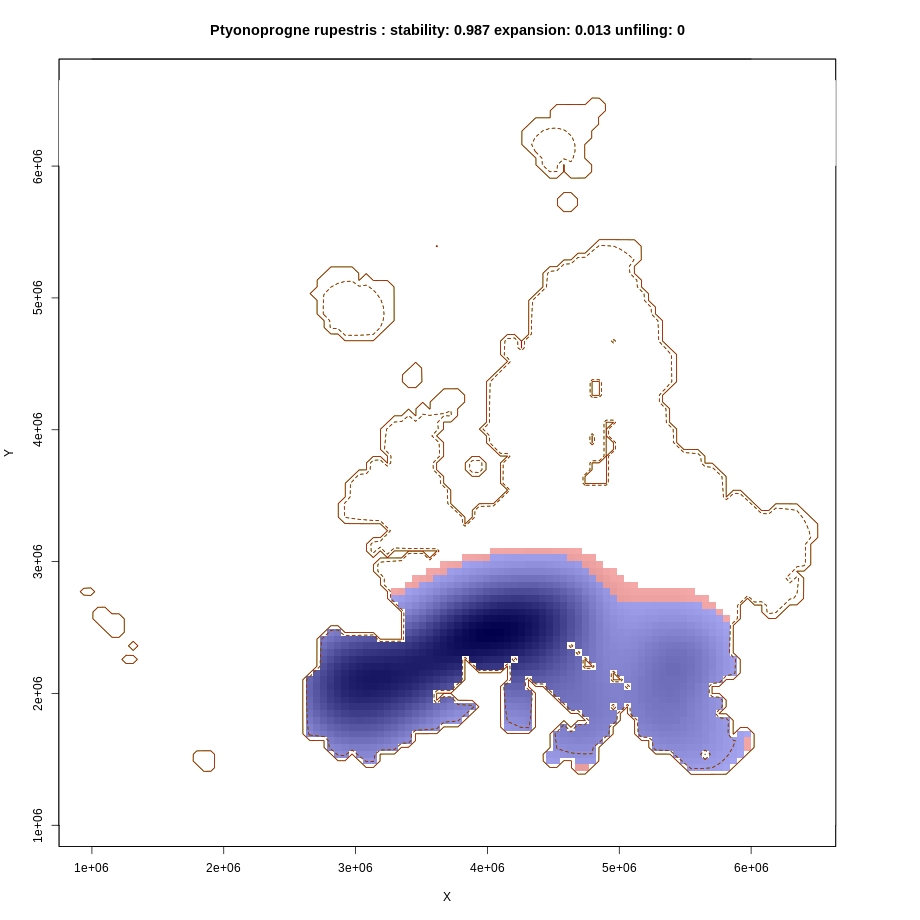 Ptyonoprogne rupestris : stability: 0.987 expansion: 0.013 unfiling: 0
6e+06
5e+06
4e+06
Y
3e+06
2e+06
1e+06
1e+06 2e+06 3e+06 4e+06 5e+06 6e+06
X